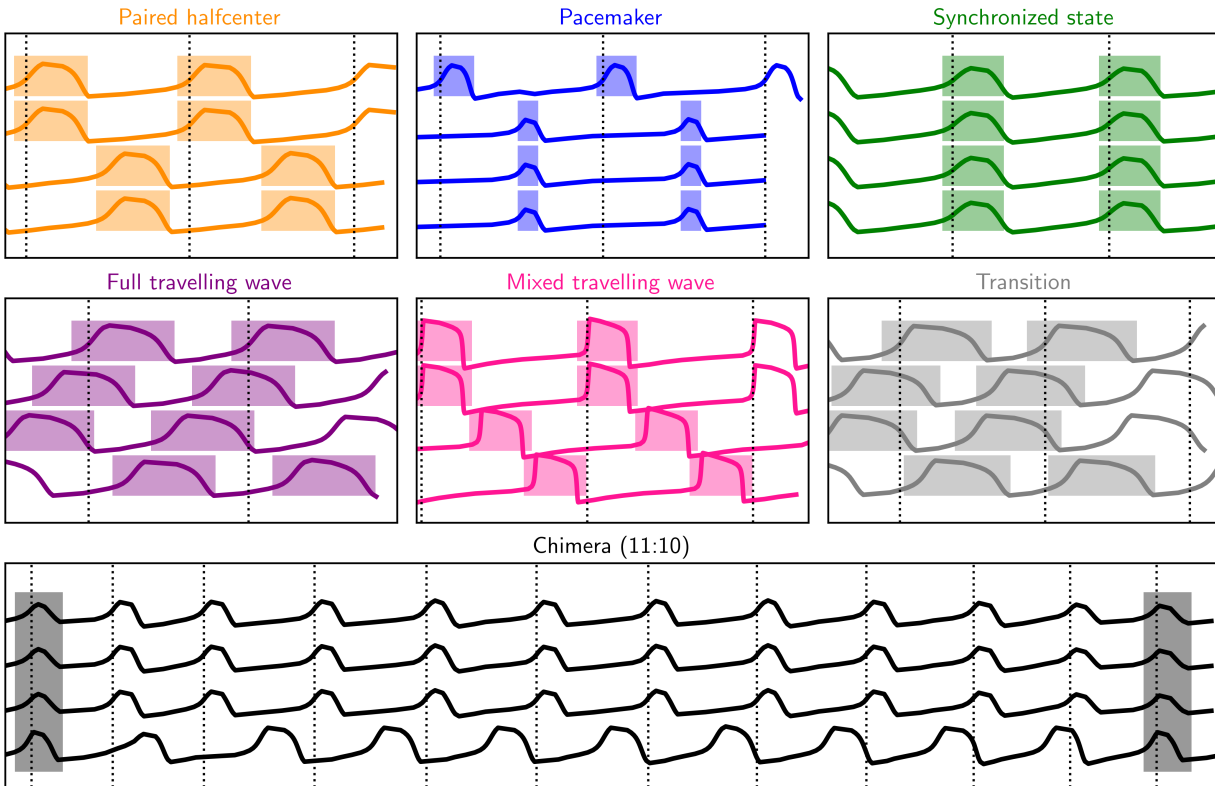 Paired halfcenter
Pacemaker
Synchronized state
Full travelling wave
Mixed travelling wave
Transition
Chimera (11:10)